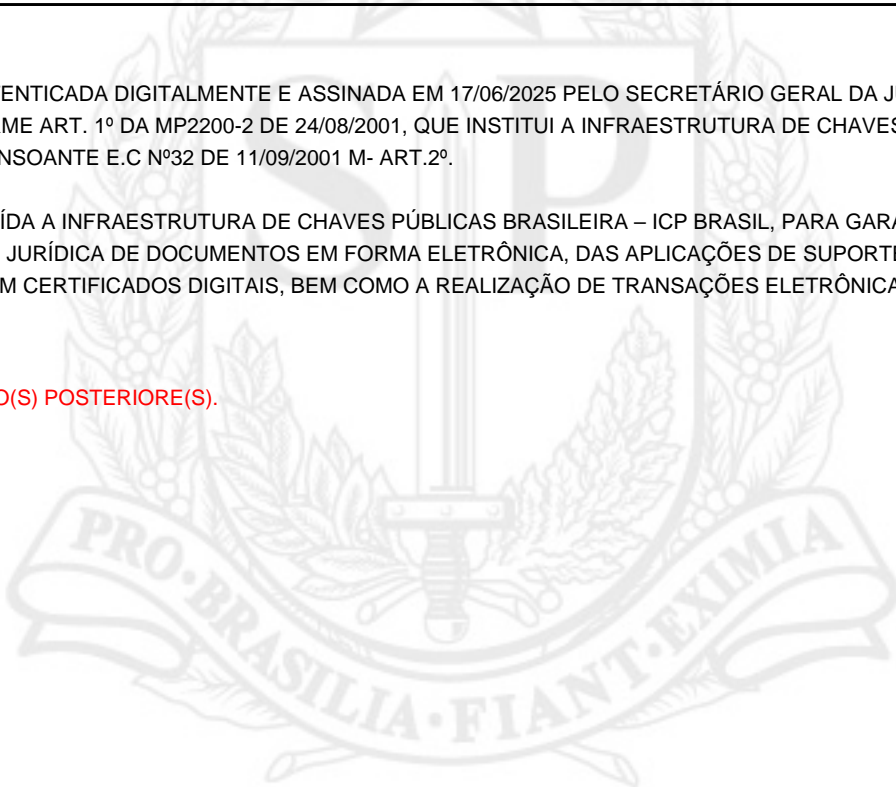 ENTICADA DIGITALMENTE E ASSINADA EM 17/06/2025 PELO SECRETÁRIO GERAL DA J
ME ART. 1º DA MP2200-2 DE 24/08/2001, QUE INSTITUI A INFRAESTRUTURA DE CHAVES
NSOANTE E.C Nº32 DE 11/09/2001 M- ART.2º.
ÍDA A INFRAESTRUTURA DE CHAVES PÚBLICAS BRASILEIRA – ICP BRASIL, PARA GARA
JURÍDICA DE DOCUMENTOS EM FORMA ELETRÔNICA, DAS APLICAÇÕES DE SUPORTE
M CERTIFICADOS DIGITAIS, BEM COMO A REALIZAÇÃO DE TRANSAÇÕES ELETRÔNICA
O(S) POSTERIORE(S).
SP
PRO·BRASILIA·FIANT·EXIMIA